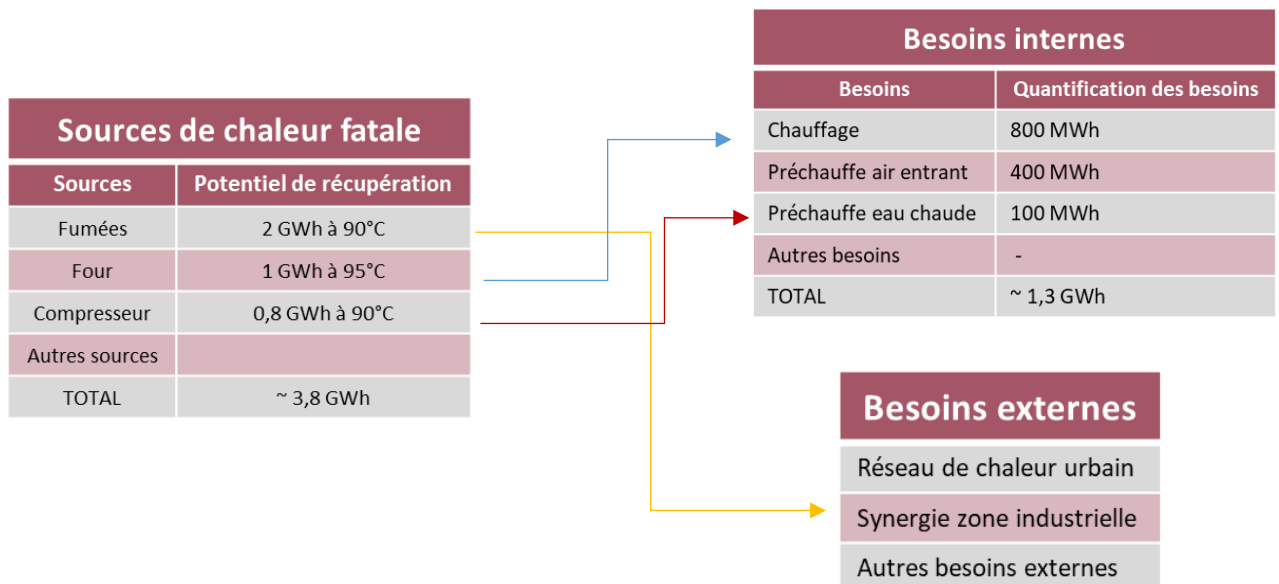 Sources de chaleur fatale
Sources Potentiel de récupération
Fumées 2 GWh à 90°C
Four 1 GWh à 95°C
Compresseur 0,8 GWh à 90°C
Autres sources
TOTAL ~ 3,8 GWh
Besoins internes
Besoins Quantification des besoins
Chauffage 800 MWh
Préchauffe air entrant 400 MWh
Préchauffe eau chaude 100 MWh
Autres besoins -
TOTAL ~ 1,3 GWh
Besoins externes
Réseau de chaleur urbain
Synergie zone industrielle
Autres besoins externes